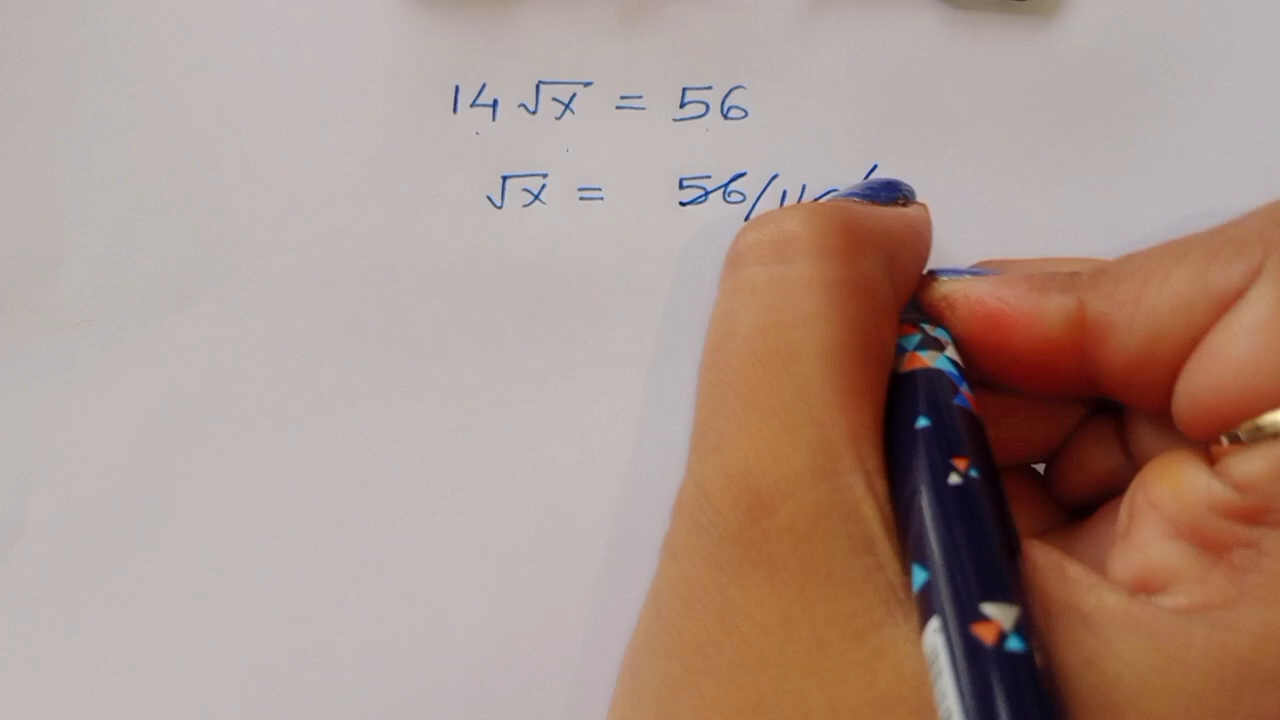 14 √x = 56
√x = 56/